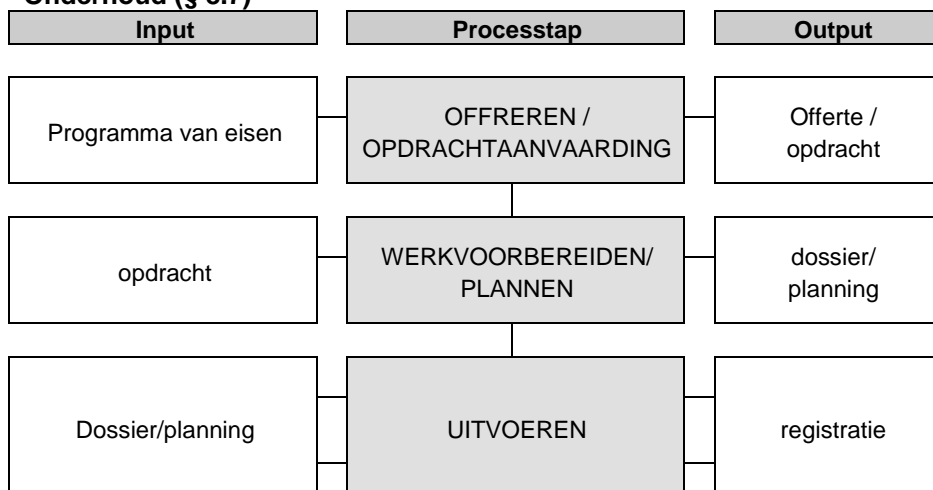 Input
Processtap
Output
Programma van eisen
OFFREREN /
OPDRACHTAANVAARDING
Offerte /
opdracht
opdracht
WERKVOORBEREIDEN/
PLANNEN
dossier/
planning
Dossier/planning
UITVOEREN
registratie